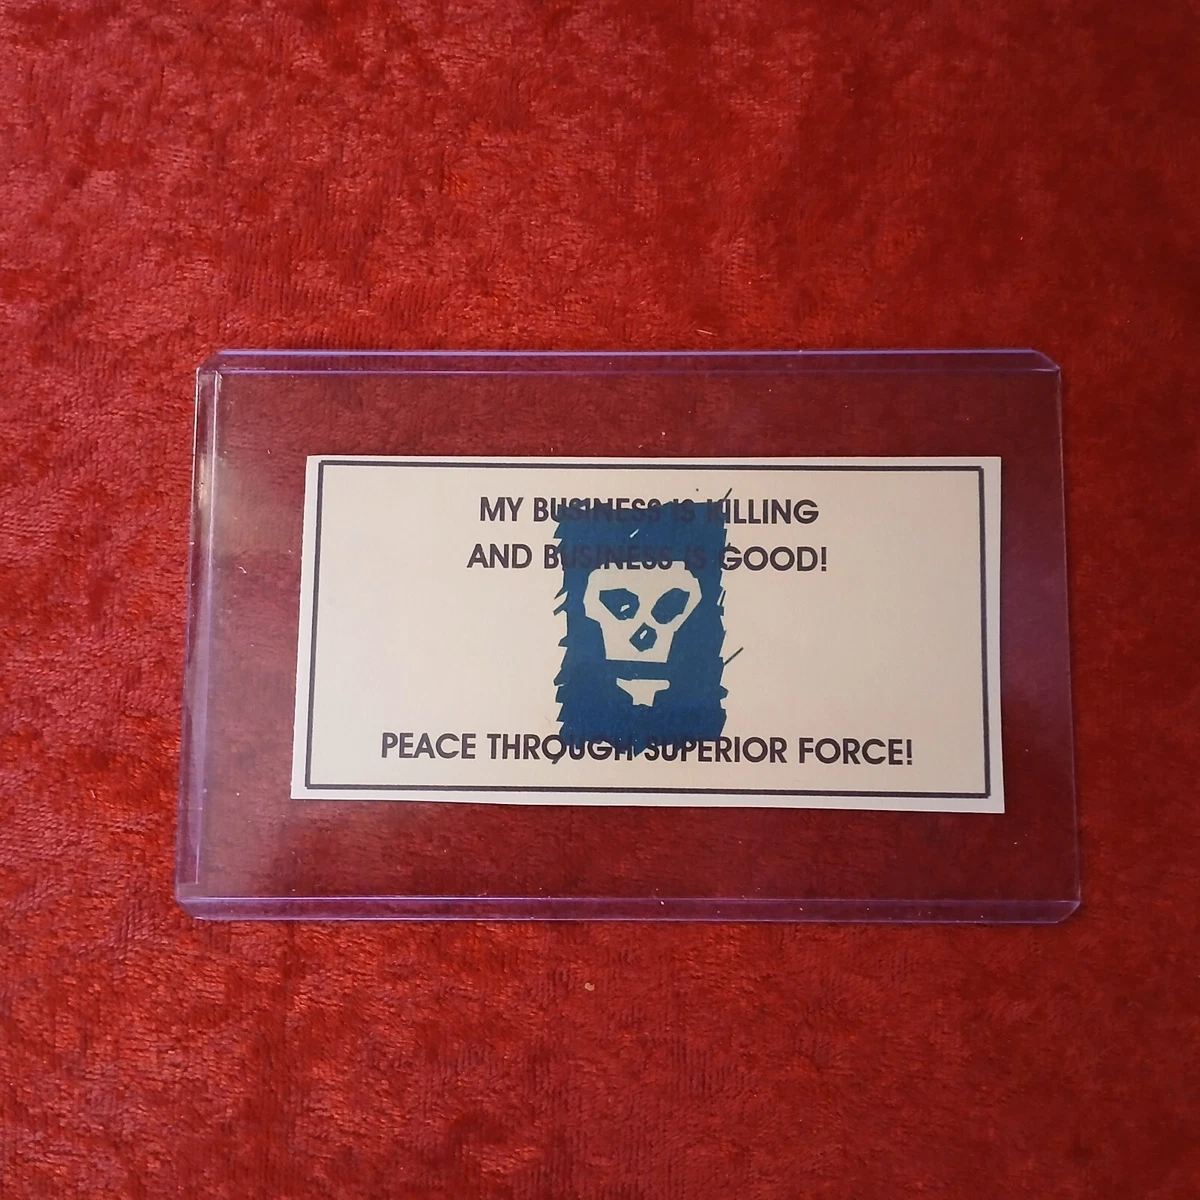 MY BUSINESS IS KILLING
AND BUSINESS IS GOOD!
PEACE THROUGH SUPERIOR FORCE!